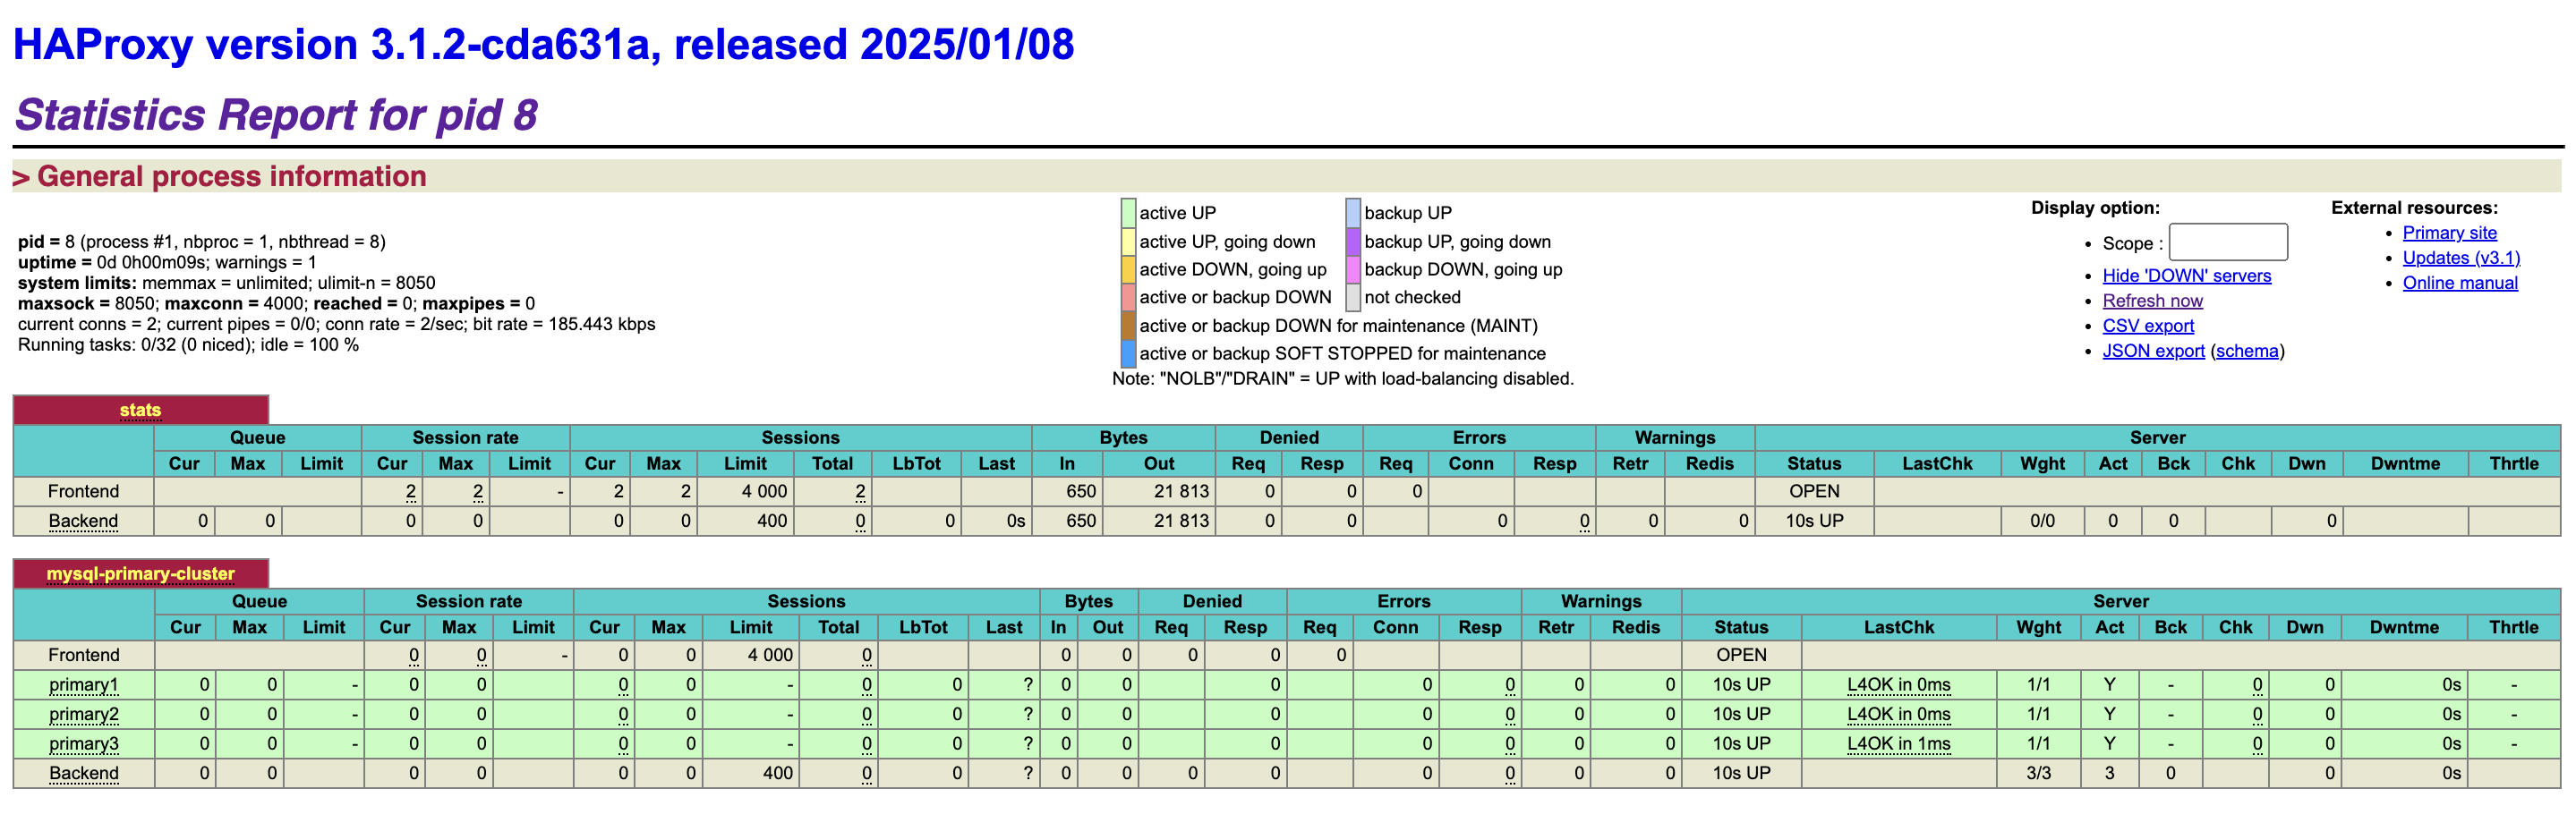 HAProxy version 3.1.2-cda631a, released 2025/01/08
Statistics Report for pid 8
> General process information
pid = 8 (process #1, nbproc = 1, nbthread = 8)
uptime = 0d 0h00m09s; warnings = 1
system limits: memmax = unlimited; ulimit-n = 8050
maxsock = 8050; maxconn = 4000; reached = 0; maxpipes = 0
current conns = 2; current pipes = 0/0; conn rate = 2/sec; bit rate = 185.443 kbps
Running tasks: 0/32 (0 niced); idle = 100 %
active UP backup UP
active UP, going down backup UP, going down
active DOWN, going up backup DOWN, going up
active or backup DOWN not checked
active or backup DOWN for maintenance (MAINT)
active or backup SOFT STOPPED for maintenance
Note: "NOLB"/"DRAIN" = UP with load-balancing disabled.
Display option:
• Scope :
• Hide 'DOWN' servers
• Refresh now
• CSV export
• JSON export (schema)
External resources:
• Primary site
• Updates (v3.1)
• Online manual
stats
Queue Session rate Sessions Bytes Denied Errors Warnings Server
Cur Max Limit Cur Max Limit Cur Max Limit Total LbTot Last In Out Req Resp Req Conn Resp Retr Redis Status LastChk Wght Act Bck Chk Dwn Dwntme Thrtle
Frontend 2 2 - 2 2 4 000 2 650 21 813 0 0 0 OPEN
Backend 0 0 0 0 0 0 400 0 0 0s 650 21 813 0 0 0 0 0 0 10s UP 0/0 0 0 0
mysql-primary-cluster
Queue Session rate Sessions Bytes Denied Errors Warnings Server
Cur Max Limit Cur Max Limit Cur Max Limit Total LbTot Last In Out Req Resp Req Conn Resp Retr Redis Status LastChk Wght Act Bck Chk Dwn Dwntme Thrtle
Frontend 0 0 - 0 0 4 000 0 0 0 0 0 0 OPEN
primary1 0 0 - 0 0 0 0 - 0 0 ? 0 0 0 0 0 0 0 10s UP L4OK in 0ms 1/1 Y - 0 0 0s -
primary2 0 0 - 0 0 0 0 - 0 0 ? 0 0 0 0 0 0 0 10s UP L4OK in 0ms 1/1 Y - 0 0 0s -
primary3 0 0 - 0 0 0 0 - 0 0 ? 0 0 0 0 0 0 0 10s UP L4OK in 1ms 1/1 Y - 0 0 0s -
Backend 0 0 0 0 0 0 400 0 0 ? 0 0 0 0 0 0 0 0 10s UP 3/3 3 0 0 0s